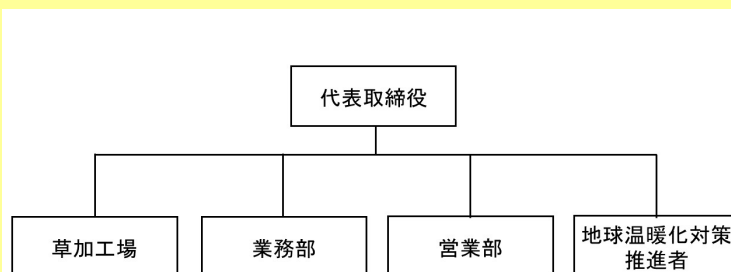 代表取締役
草加工場
業務部
営業部
地球温暖化対策
推進者